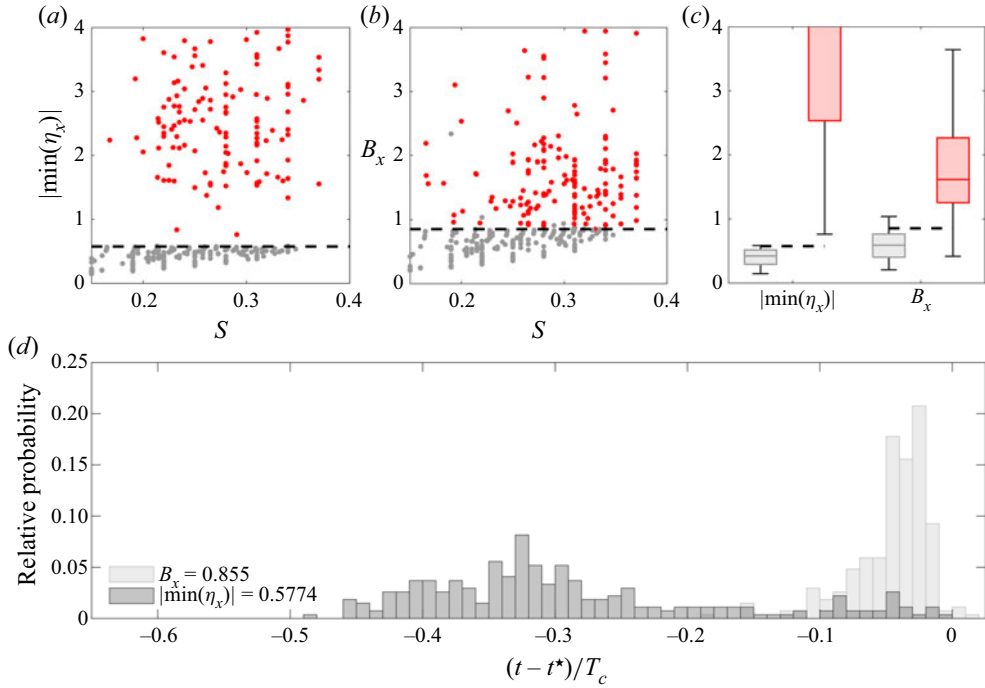 (a)
(b)
(c)
4
3
2
1
0
|min(η_x)|
0.2
0.3
0.4
S
4
3
2
1
0
B_x
0.2
0.3
0.4
S
4
3
2
1
0
|min(η_x)|
B_x
(d)
0.25
0.20
0.15
0.10
0.05
0
Relative probability
B_x = 0.855
|min(η_x)| = 0.5774
−0.6
−0.5
−0.4
−0.3
−0.2
−0.1
0
(t – t★)/T_c